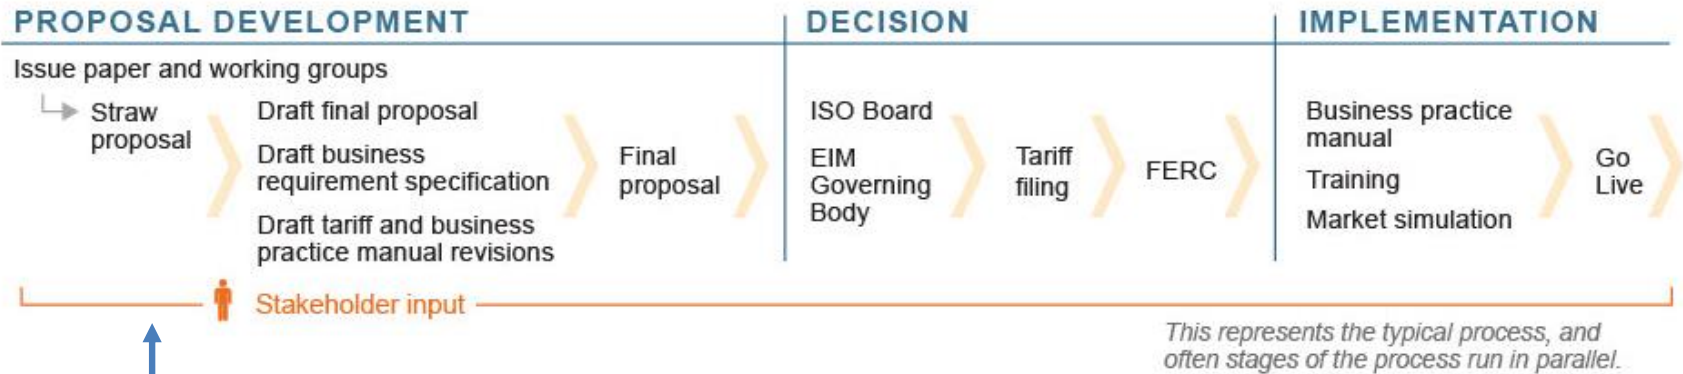 PROPOSAL DEVELOPMENT
Issue paper and working groups
Straw
proposal
Draft final proposal
Draft business
requirement specification
Draft tariff and business
practice manual revisions
Final
proposal
DECISION
ISO Board
EIM
Governing
Body
Tariff
filing
FERC
IMPLEMENTATION
Business practice
manual
Training
Market simulation
Go
Live
Stakeholder input
This represents the typical process, and
often stages of the process run in parallel.